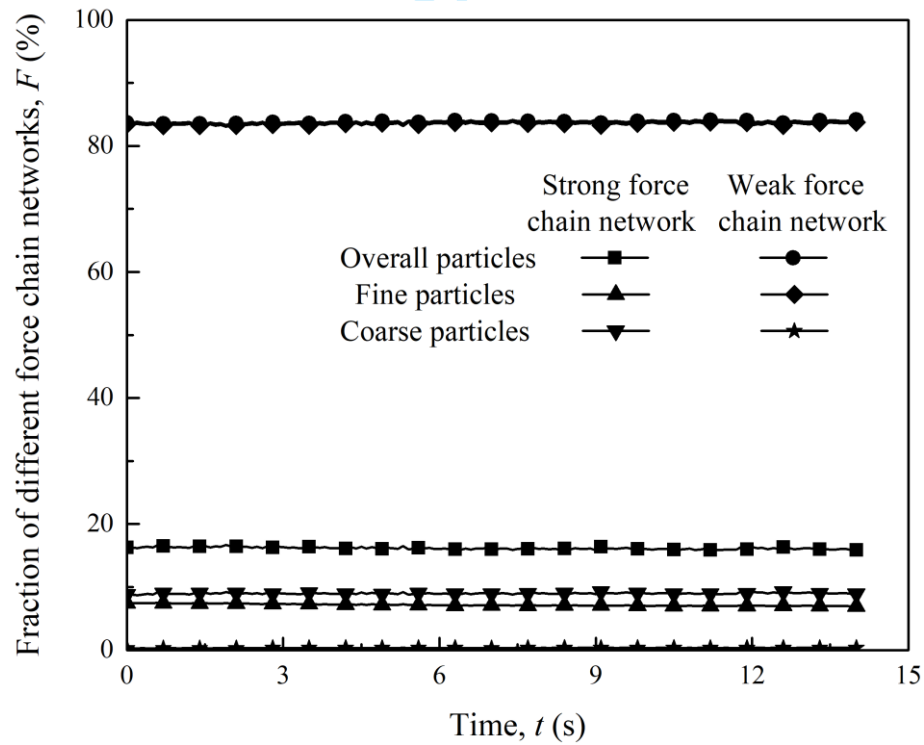 Fraction of different force chain networks, F (%)
100
80
60
40
20
0
Strong force chain network
Weak force chain network
Overall particles
Fine particles
Coarse particles
0 3 6 9 12 15
Time, t (s)